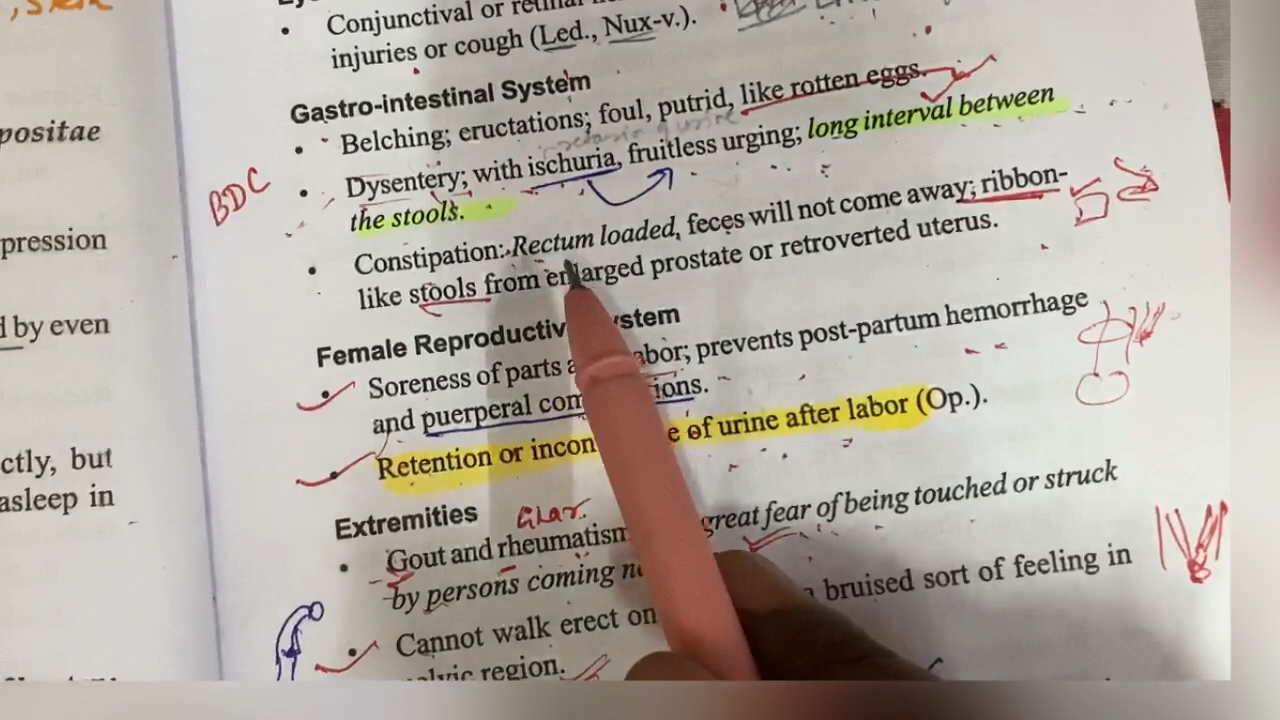 positae
pression
d by even
ctly, but
asleep in
Conjunctival or retinal
injuries or cough (Led., Nux-v.).
Gastro-intestinal System
• Belching; eructations; foul, putrid, like rotten eggs.
BDC
• Dysentery; with ischuria, fruitless urging; long interval between
the stools.
• Constipation: Rectum loaded, feces will not come away; ribbon-
like stools from enlarged prostate or retroverted uterus.
Female Reproductive System
• Soreness of parts a labor; prevents post-partum hemorrhage
and puerperal com ions.
• Retention or incon e of urine after labor (Op.).
Extremities
• Gout and rheumatism great fear of being touched or struck
by persons coming n a bruised sort of feeling in
• Cannot walk erect on
pelvic region.